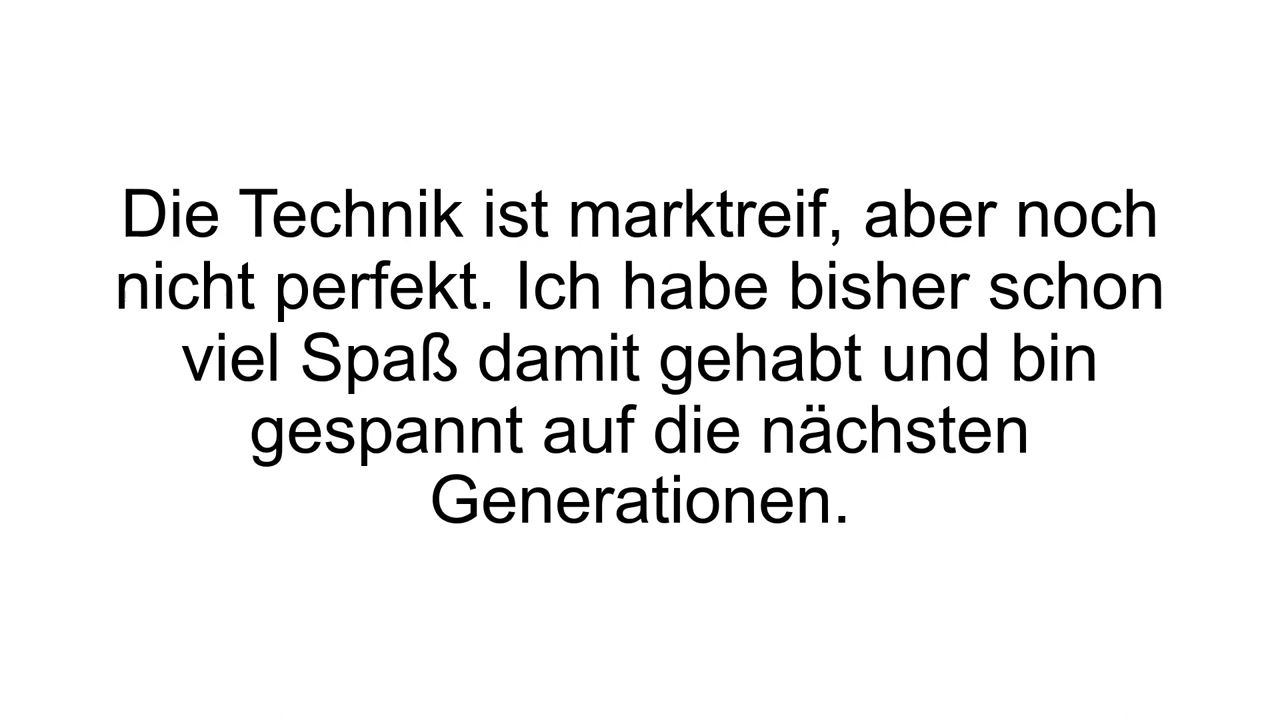 Die Technik ist marktreif, aber noch
nicht perfekt. Ich habe bisher schon
viel Spaß damit gehabt und bin
gespannt auf die nächsten
Generationen.